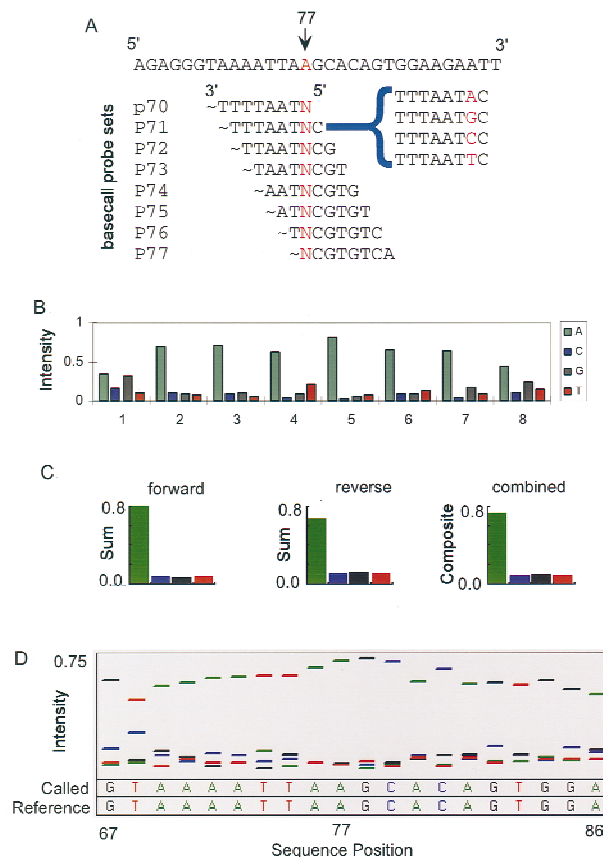 A
77
5' 3'
AGAGGGTAAAATTAAGCACAGTGGAAGAATT
basecall probe sets
3' 5'
p70 ~TTTTAATN
P71 ~TTTAATNC
P72 ~TTAATNCG
P73 ~TAATNCGT
P74 ~AATNCGTG
P75 ~ATNCGTGT
P76 ~TNCGTGTC
P77 ~NCGTGTCA
TTTAATAC
TTTAATGC
TTTAATCC
TTTAATTC
B
Intensity
1
0.5
0
1 2 3 4 5 6 7 8
A
C
G
T
C
forward reverse combined
Sum 0.8 0.0
Sum 0.8 0.0
Composite 0.8 0.0
D
0.75
Intensity
Called G T A A A A T T A A G C A C A G T G G A
Reference G T A A A A T T A A G C A C A G T G G A
67 77 86
Sequence Position